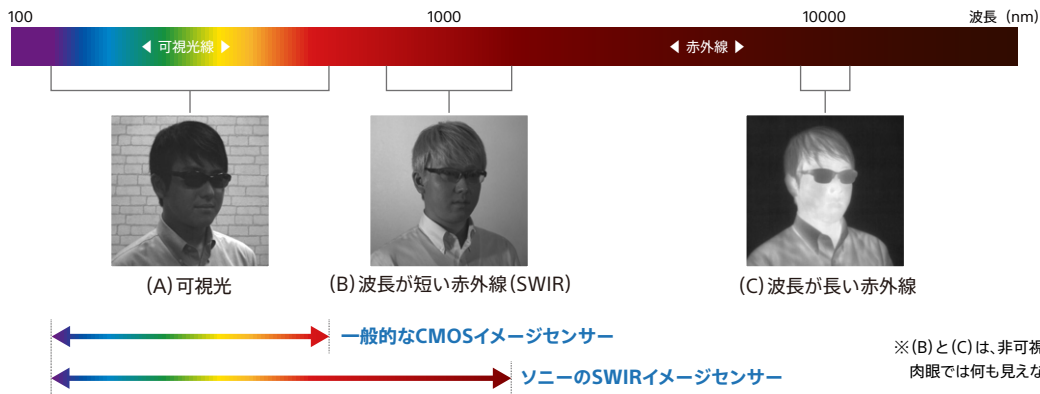 100
1000
10000
波長 (nm)
◀ 可視光線 ▶
◀ 赤外線 ▶
(A)可視光
(B)波長が短い赤外線(SWIR)
(C)波長が長い赤外線
一般的なCMOSイメージセンサー
ソニーのSWIRイメージセンサー
※(B)と(C)は、非可視
肉眼では何も見えな